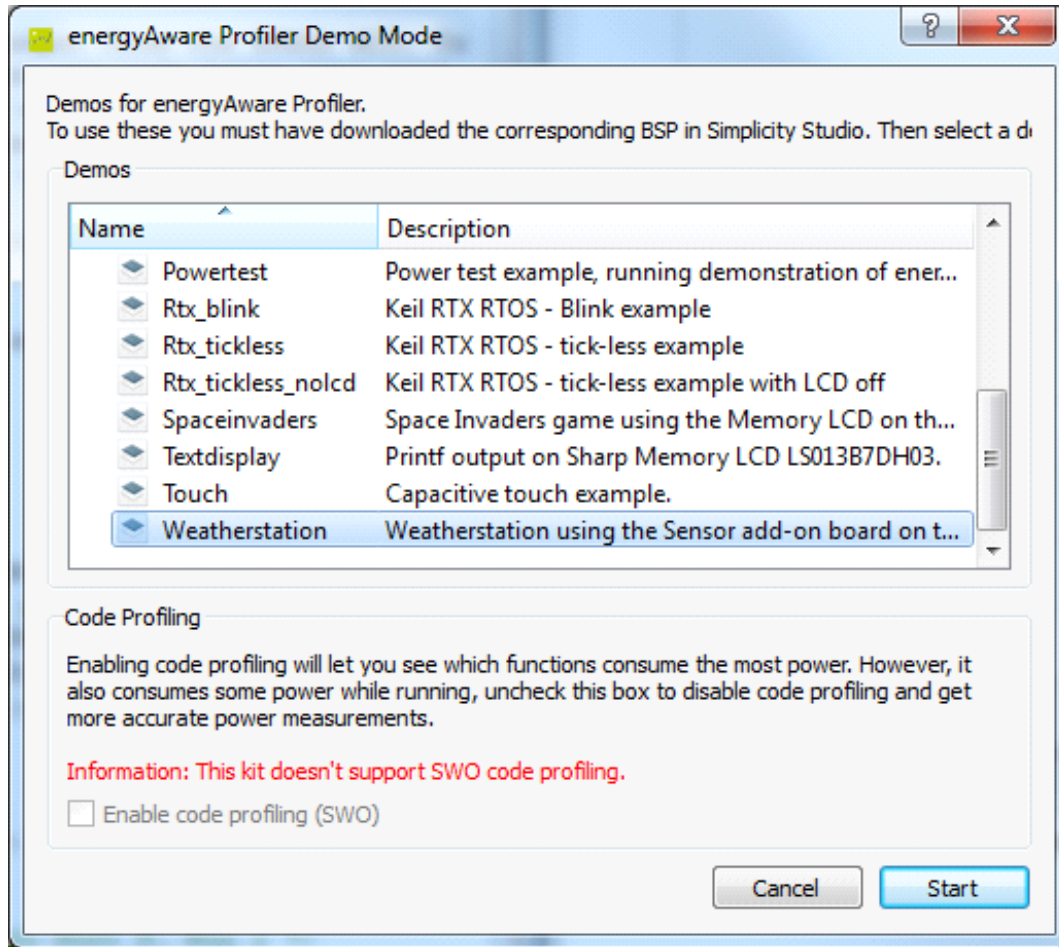 energyAware Profiler Demo Mode
Demos for energyAware Profiler.
To use these you must have downloaded the corresponding BSP in Simplicity Studio. Then select a
Demos
Name Description
Powertest Power test example, running demonstration of ener...
Rtx_blink Keil RTX RTOS - Blink example
Rtx_tickless Keil RTX RTOS - tick-less example
Rtx_tickless_nolcd Keil RTX RTOS - tick-less example with LCD off
Spaceinvaders Space Invaders game using the Memory LCD on th...
Textdisplay Printf output on Sharp Memory LCD LS013B7DH03.
Touch Capacitive touch example.
Weatherstation Weatherstation using the Sensor add-on board on t...
Code Profiling
Enabling code profiling will let you see which functions consume the most power. However, it
also consumes some power while running, uncheck this box to disable code profiling and get
more accurate power measurements.
Information: This kit doesn't support SWO code profiling.
Enable code profiling (SWO)
Cancel Start